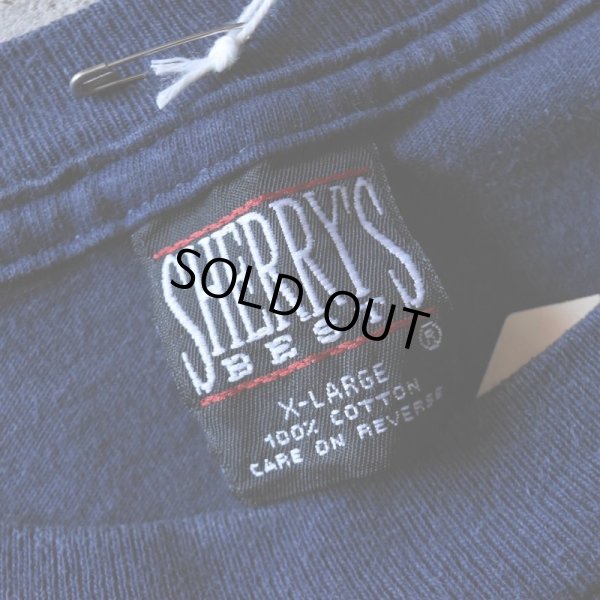 SHERRY'S
BEST
®
SOLD OUT
X-LARGE
100% COTTON
CARE ON REVERSE